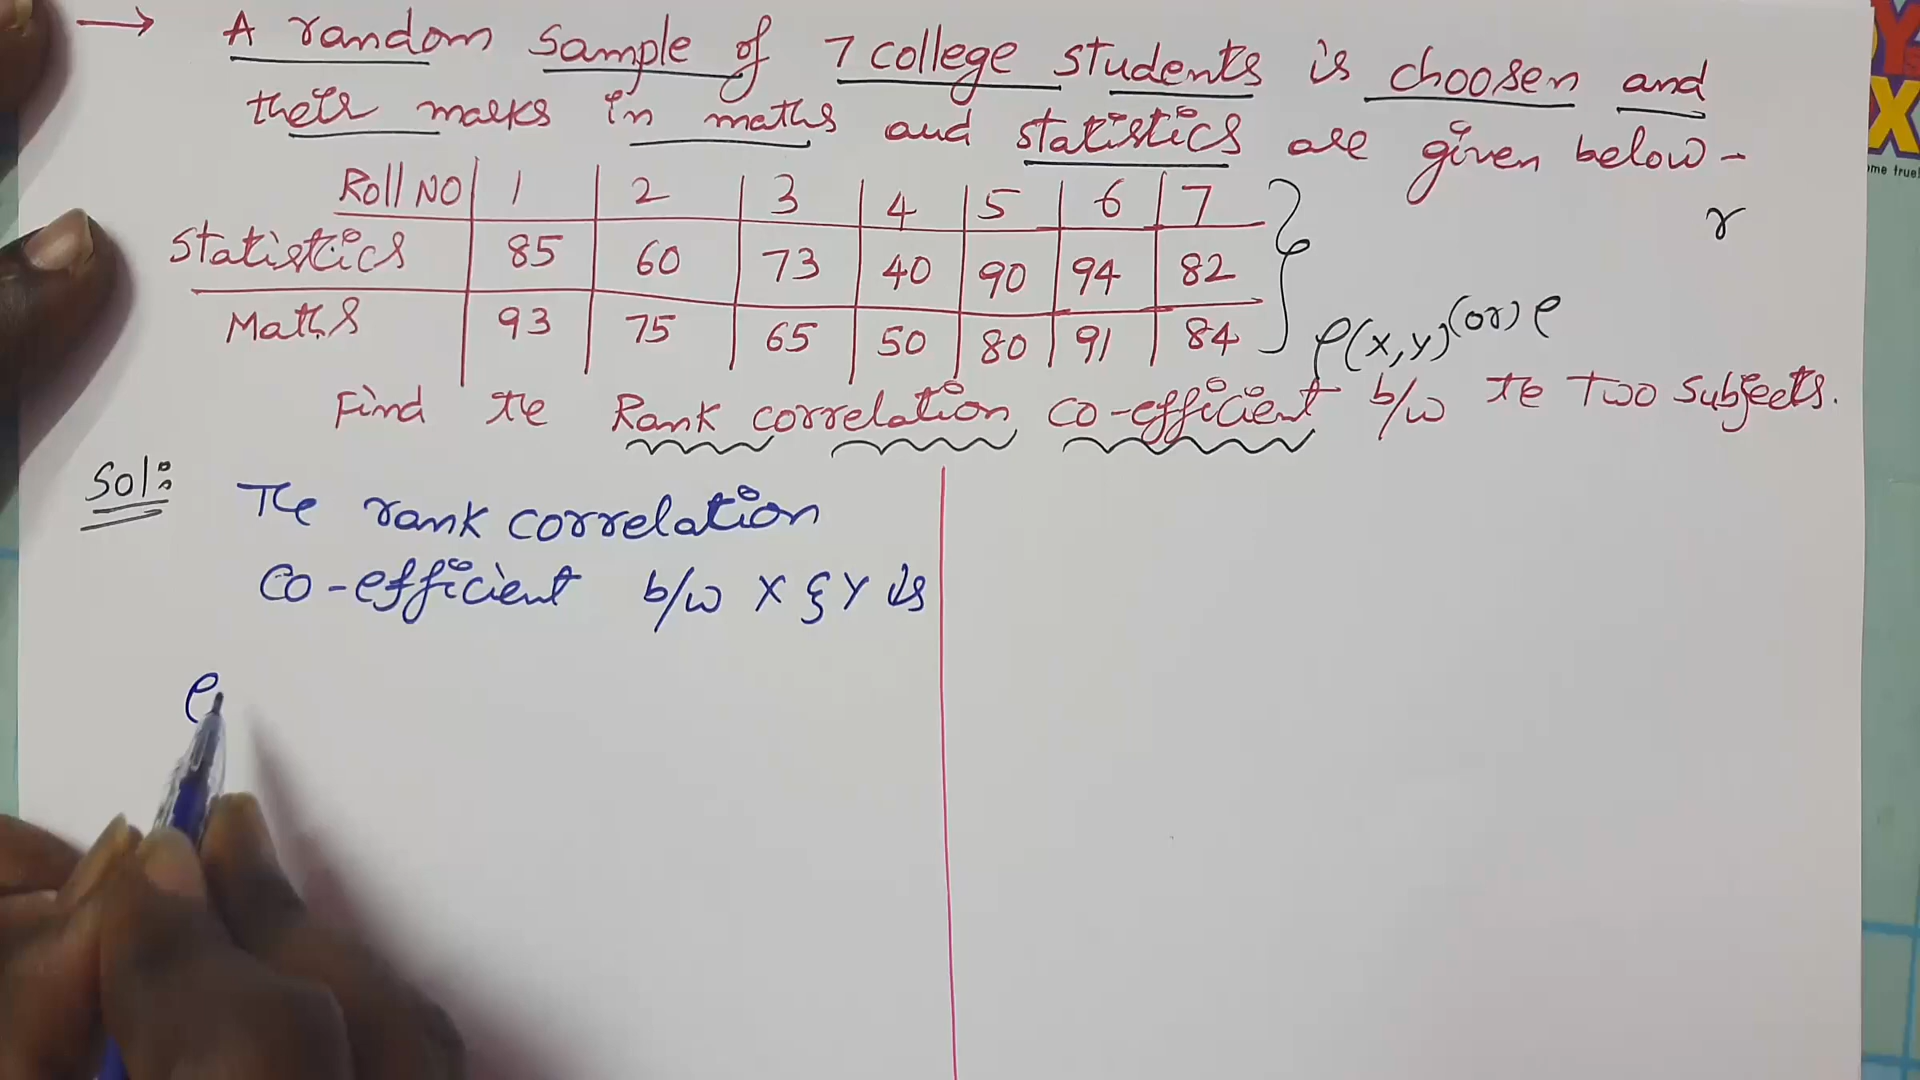 → A random sample of 7 college students is choosen and
their marks in maths and statistics are given below -
r
Roll NO 1 2 3 4 5 6 7
Statistics 85 60 73 40 90 94 82
Maths 93 75 65 50 80 91 84
ρ(X,Y) (or) ρ
Find the Rank correlation co-efficient b/w the Two subjects.
Sol:
The rank correlation
Co-efficient b/w X & Y is
ρ
me true!